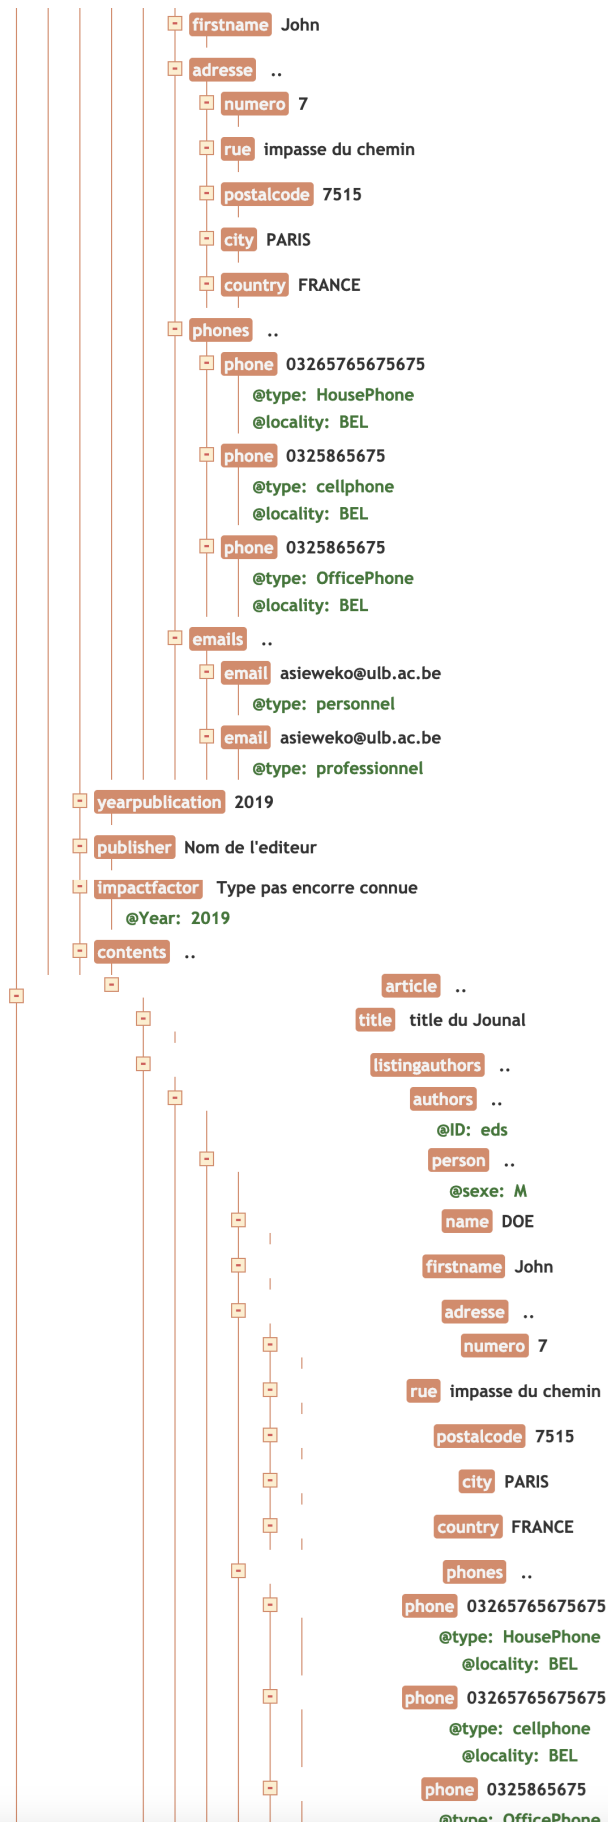 firstname John
adresse ..
numero 7
rue impasse du chemin
postalcode 7515
city PARIS
country FRANCE
phones ..
phone 03265765675675
@type: HousePhone
@locality: BEL
phone 0325865675
@type: cellphone
@locality: BEL
phone 0325865675
@type: OfficePhone
@locality: BEL
emails ..
email asieweko@ulb.ac.be
@type: personnel
email asieweko@ulb.ac.be
@type: professionnel
yearpublication 2019
publisher Nom de l'editeur
impactfactor Type pas encorre connue
@Year: 2019
contents ..
article ..
title title du Jounal
listingauthors ..
authors ..
@ID: eds
person ..
@sexe: M
name DOE
firstname John
adresse ..
numero 7
rue impasse du chemin
postalcode 7515
city PARIS
country FRANCE
phones ..
phone 03265765675675
@type: HousePhone
@locality: BEL
phone 03265765675675
@type: cellphone
@locality: BEL
phone 0325865675
@type: OfficePhone